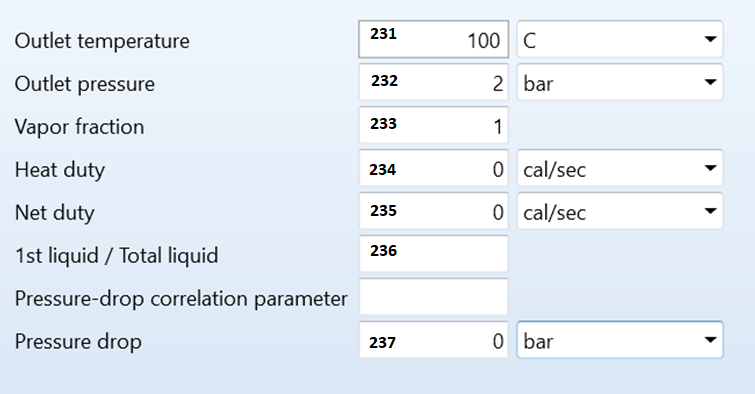 Outlet temperature 231 100 C
Outlet pressure 232 2 bar
Vapor fraction 233 1
Heat duty 234 0 cal/sec
Net duty 235 0 cal/sec
1st liquid / Total liquid 236
Pressure-drop correlation parameter
Pressure drop 237 0 bar